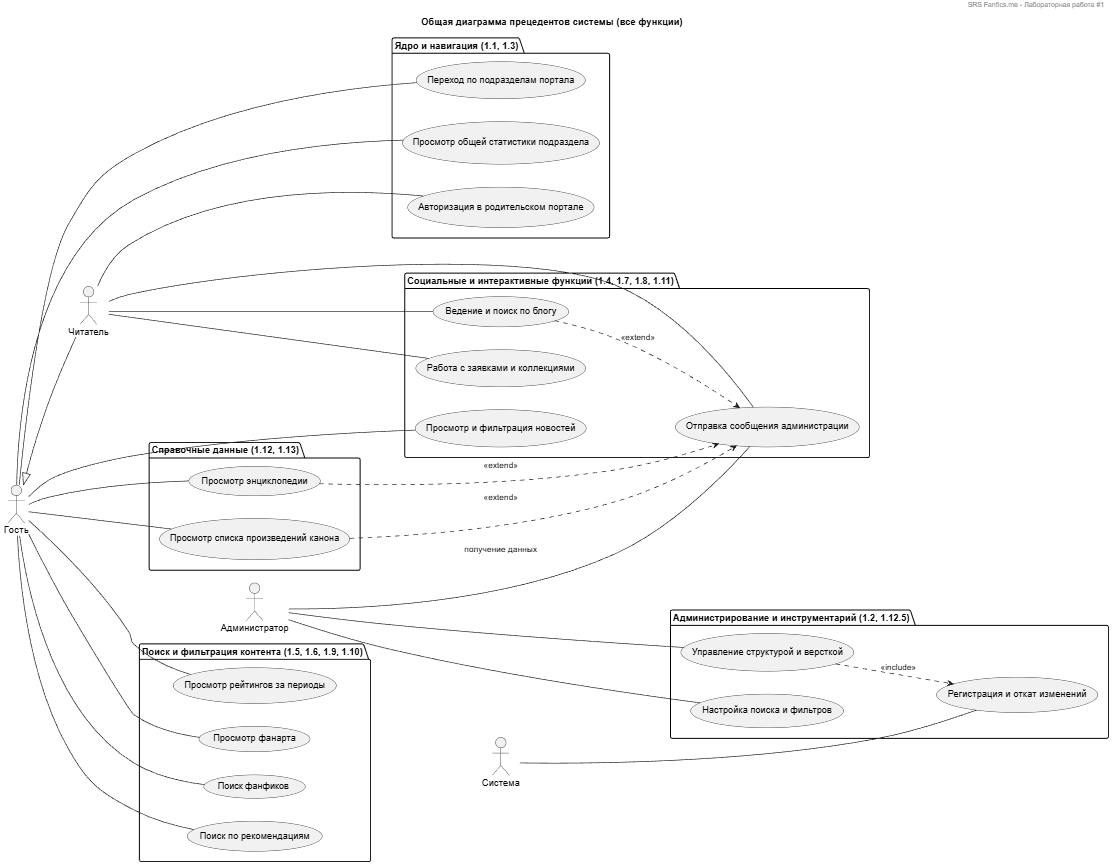 SRS Fanfics.me - Лабораторная работа #1
Общая диаграмма прецедентов системы (все функции)
Ядро и навигация (1.1, 1.3)
Переход по подразделам портала
Просмотр общей статистики подраздела
Авторизация в родительском портале
Читатель
Социальные и интерактивные функции (1.4, 1.7, 1.8, 1.11)
Ведение и поиск по блогу
«extend»
Работа с заявками и коллекциями
Просмотр и фильтрация новостей
Отправка сообщения администрации
Справочные данные (1.12, 1.13)
«extend»
Просмотр энциклопедии
«extend»
Гость
Просмотр списка произведений канона
получение данных
Администратор
Администрирование и инструментарий (1.2, 1.12.5)
Управление структурой и версткой
«include»
Регистрация и откат изменений
Настройка поиска и фильтров
Поиск и фильтрация контента (1.5, 1.6, 1.9, 1.10)
Просмотр рейтингов за периоды
Просмотр фанарта
Система
Поиск фанфиков
Поиск по рекомендациям